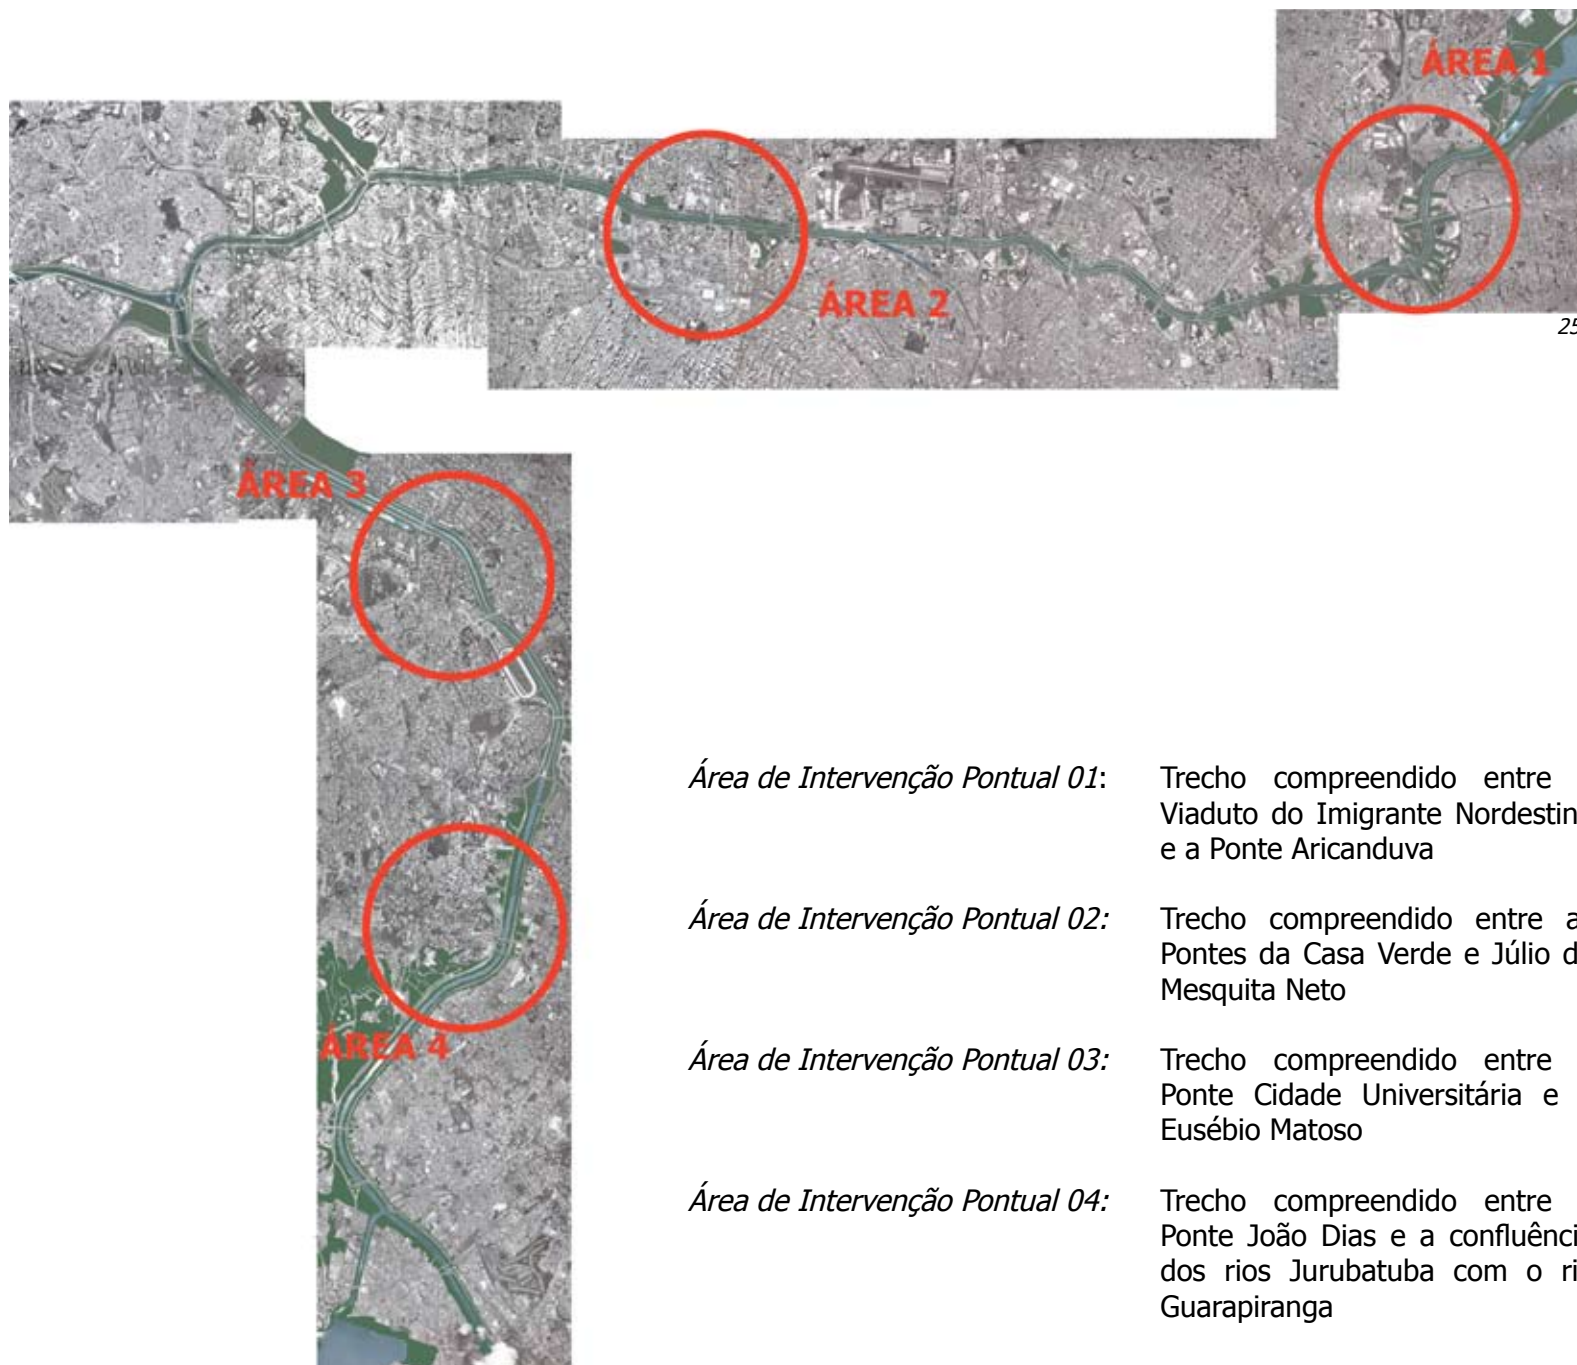 ÁREA 1
ÁREA 2
25
ÁREA 3
ÁREA 4
Área de Intervenção Pontual 01: Trecho compreendido entre
Viaduto do Imigrante Nordestin
e a Ponte Aricanduva
Área de Intervenção Pontual 02: Trecho compreendido entre a
Pontes da Casa Verde e Júlio d
Mesquita Neto
Área de Intervenção Pontual 03: Trecho compreendido entre
Ponte Cidade Universitária e
Eusébio Matoso
Área de Intervenção Pontual 04: Trecho compreendido entre
Ponte João Dias e a confluênci
dos rios Jurubatuba com o ri
Guarapiranga